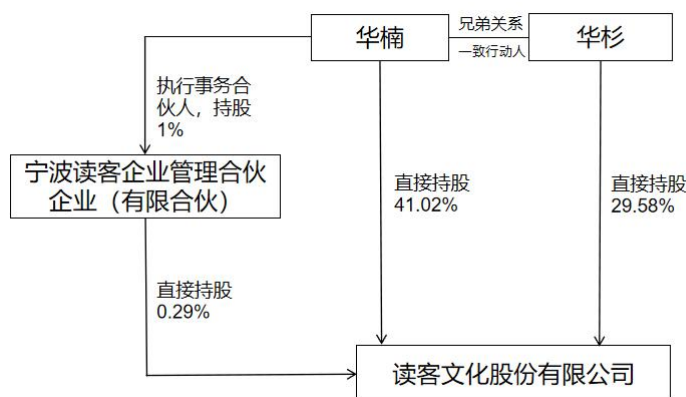 华楠
兄弟关系
一致行动人
华杉
执行事务合
伙人，持股
1%
宁波读客企业管理合伙
企业（有限合伙）
直接持股
41.02%
直接持股
29.58%
直接持股
0.29%
读客文化股份有限公司